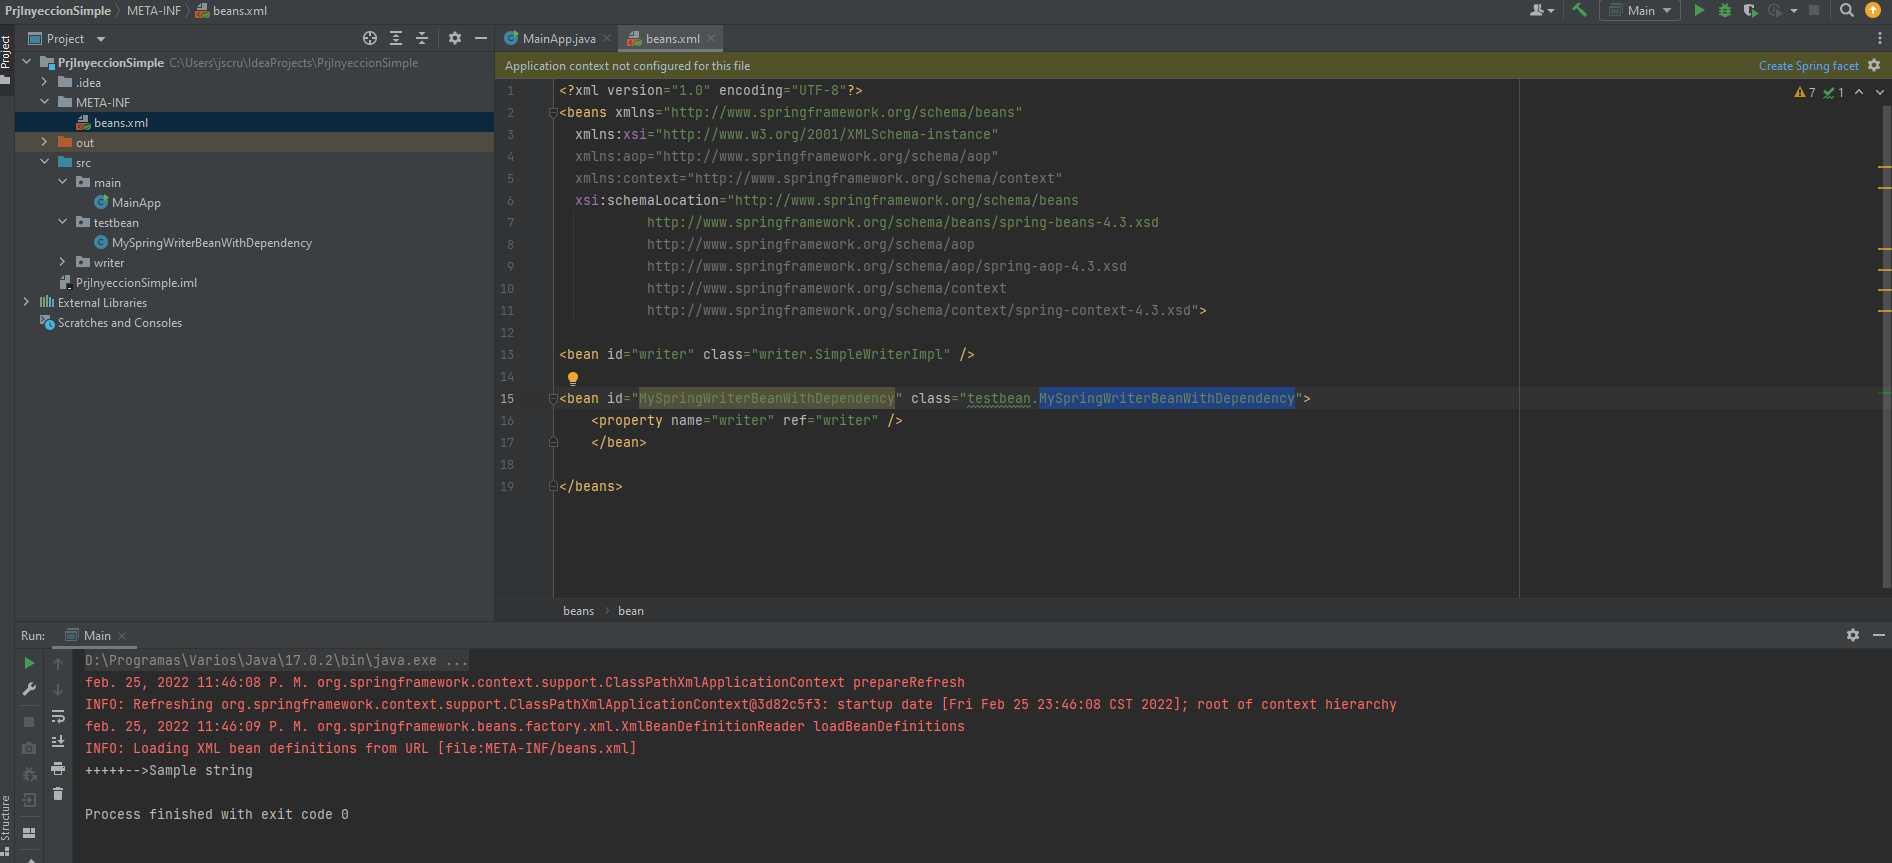 PrjInyeccionSimple META-INF beans.xml
Main
Project
Project
MainApp.java beans.xml
PrjInyeccionSimple C:\Users\jscru\IdeaProjects\PrjInyeccionSimple
.idea
META-INF
beans.xml
out
src
main
MainApp
testbean
MySpringWriterBeanWithDependency
writer
PrjInyeccionSimple.iml
External Libraries
Scratches and Consoles
Application context not configured for this file Create Spring facet
7 1
1 <?xml version="1.0" encoding="UTF-8"?>
2 <beans xmlns="http://www.springframework.org/schema/beans"
3 xmlns:xsi="http://www.w3.org/2001/XMLSchema-instance"
4 xmlns:aop="http://www.springframework.org/schema/aop"
5 xmlns:context="http://www.springframework.org/schema/context"
6 xsi:schemaLocation="http://www.springframework.org/schema/beans
7 http://www.springframework.org/schema/beans/spring-beans-4.3.xsd
8 http://www.springframework.org/schema/aop
9 http://www.springframework.org/schema/aop/spring-aop-4.3.xsd
10 http://www.springframework.org/schema/context
11 http://www.springframework.org/schema/context/spring-context-4.3.xsd">
12
13 <bean id="writer" class="writer.SimpleWriterImpl" />
14
15 <bean id="MySpringWriterBeanWithDependency" class="testbean.MySpringWriterBeanWithDependency">
16 <property name="writer" ref="writer" />
17 </bean>
18
19 </beans>
beans bean
Run: Main
D:\Programas\Varios\Java\17.0.2\bin\java.exe ...
feb. 25, 2022 11:46:08 P. M. org.springframework.context.support.ClassPathXmlApplicationContext prepareRefresh
INFO: Refreshing org.springframework.context.support.ClassPathXmlApplicationContext@3d82c5f3: startup date [Fri Feb 25 23:46:08 CST 2022]; root of context hierarchy
feb. 25, 2022 11:46:09 P. M. org.springframework.beans.factory.xml.XmlBeanDefinitionReader loadBeanDefinitions
INFO: Loading XML bean definitions from URL [file:META-INF/beans.xml]
+++++-->Sample string
Process finished with exit code 0
Structure